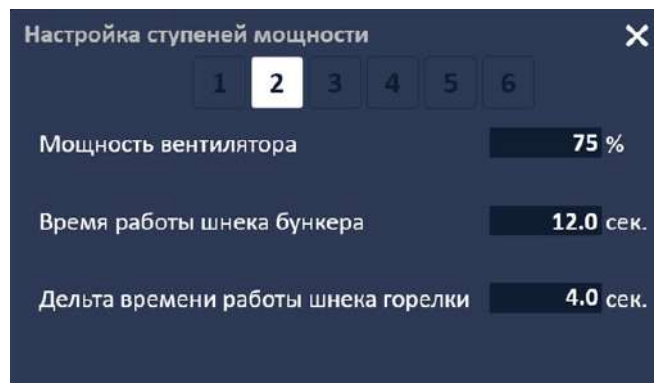 Настройка ступеней мощности
1 2 3 4 5 6
Мощность вентилятора 75 %
Время работы шнека бункера 12.0 сек.
Дельта времени работы шнека горелки 4.0 сек.